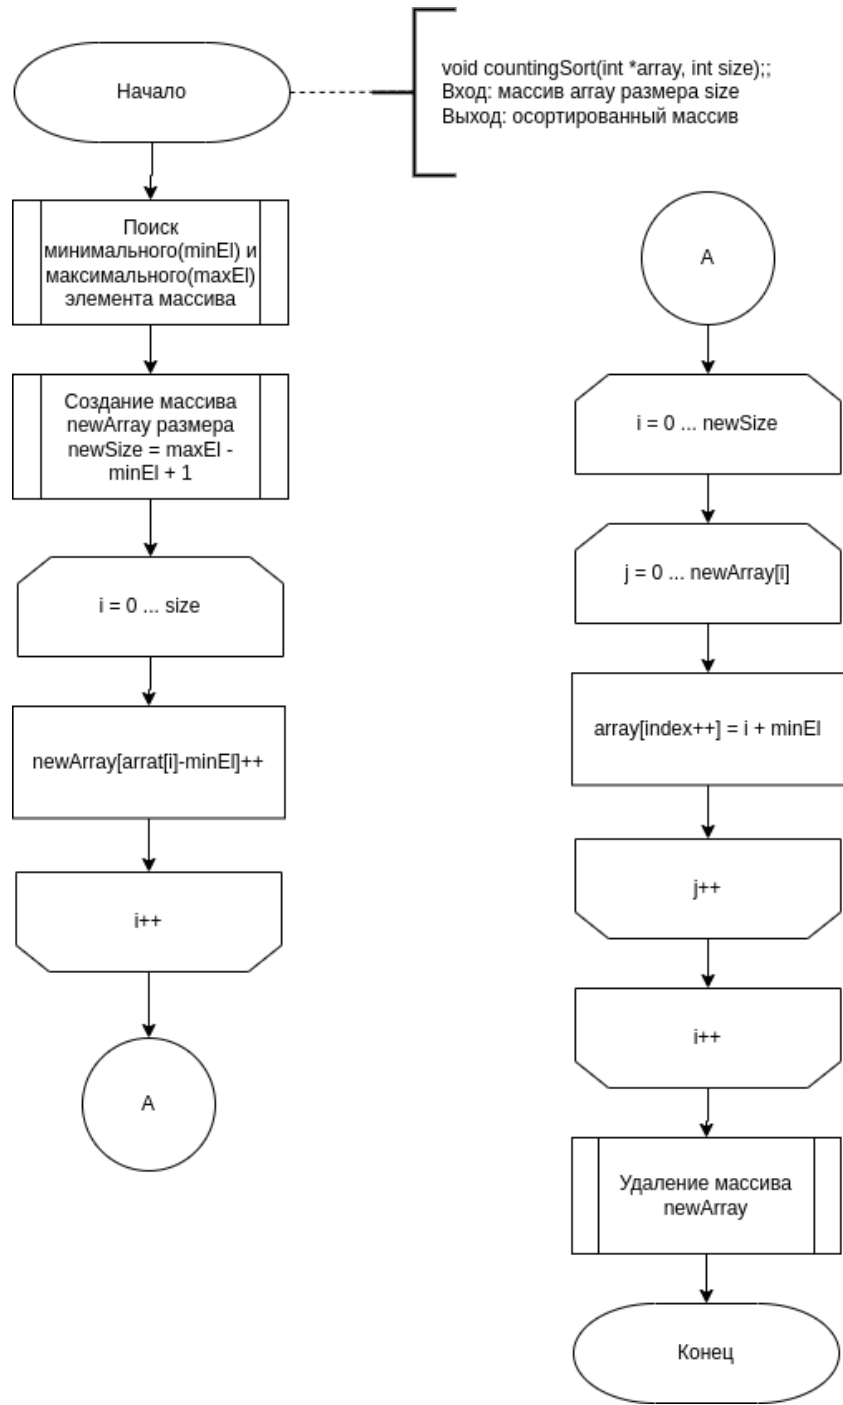 Начало
void countingSort(int *array, int size);;
Вход: массив array размера size
Выход: осортированный массив
Поиск
минимального(minEl) и
максимального(maxEl)
элемента массива
Создание массива
newArray размера
newSize = maxEl -
minEl + 1
i = 0 ... size
newArray[arrat[i]-minEl]++
i++
A
A
i = 0 ... newSize
j = 0 ... newArray[i]
array[index++] = i + minEl
j++
i++
Удаление массива
newArray
Конец